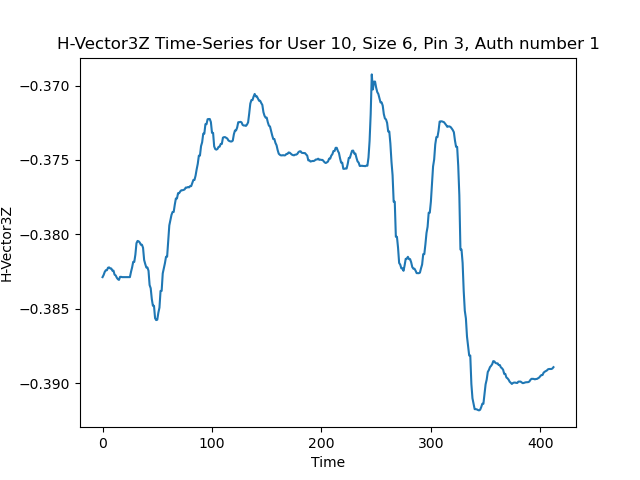 H-Vector3Z Time-Series for User 10, Size 6, Pin 3, Auth number 1
H-Vector3Z
−0.370
−0.375
−0.380
−0.385
−0.390
0 100 200 300 400
Time